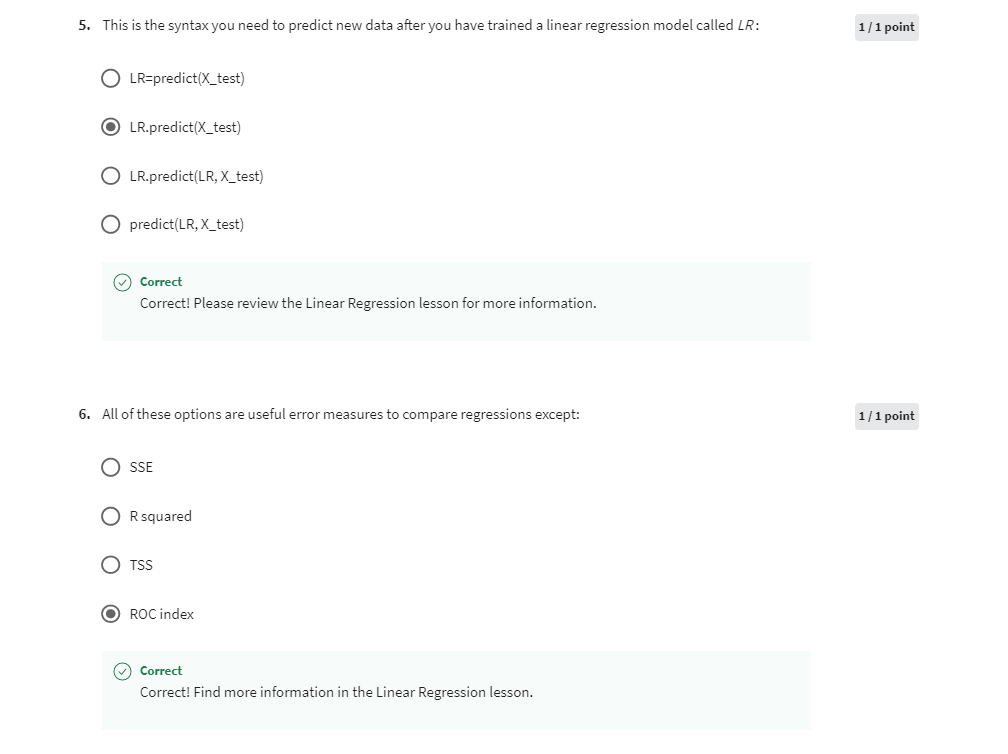 5. This is the syntax you need to predict new data after you have trained a linear regression model called LR:
1 / 1 point
LR=predict(X_test)
LR.predict(X_test)
LR.predict(LR, X_test)
predict(LR, X_test)
Correct
Correct! Please review the Linear Regression lesson for more information.
6. All of these options are useful error measures to compare regressions except:
1 / 1 point
SSE
R squared
TSS
ROC index
Correct
Correct! Find more information in the Linear Regression lesson.